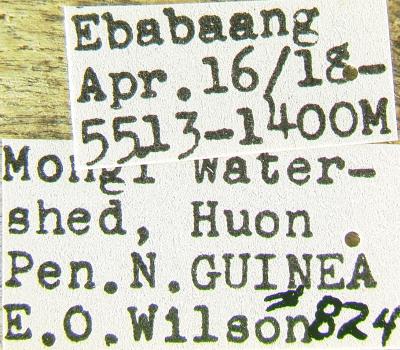 Ebabaang
Apr.16/18-
5513-1400M
Mongi Water-
shed, Huon
Pen.N.GUINEA
E.O.Wilson #824